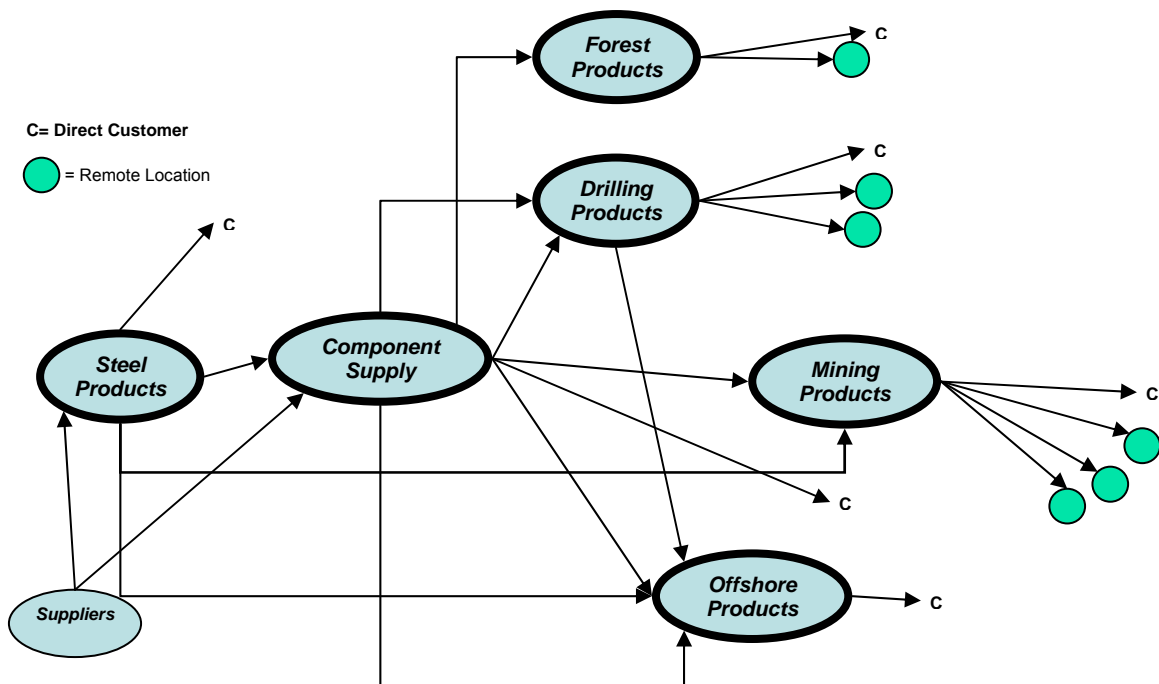 Forest
Products
C
C= Direct Customer
= Remote Location
Drilling
Products
C
C
Component
Supply
Steel
Products
Mining
Products
C
C
Suppliers
Offshore
Products
C